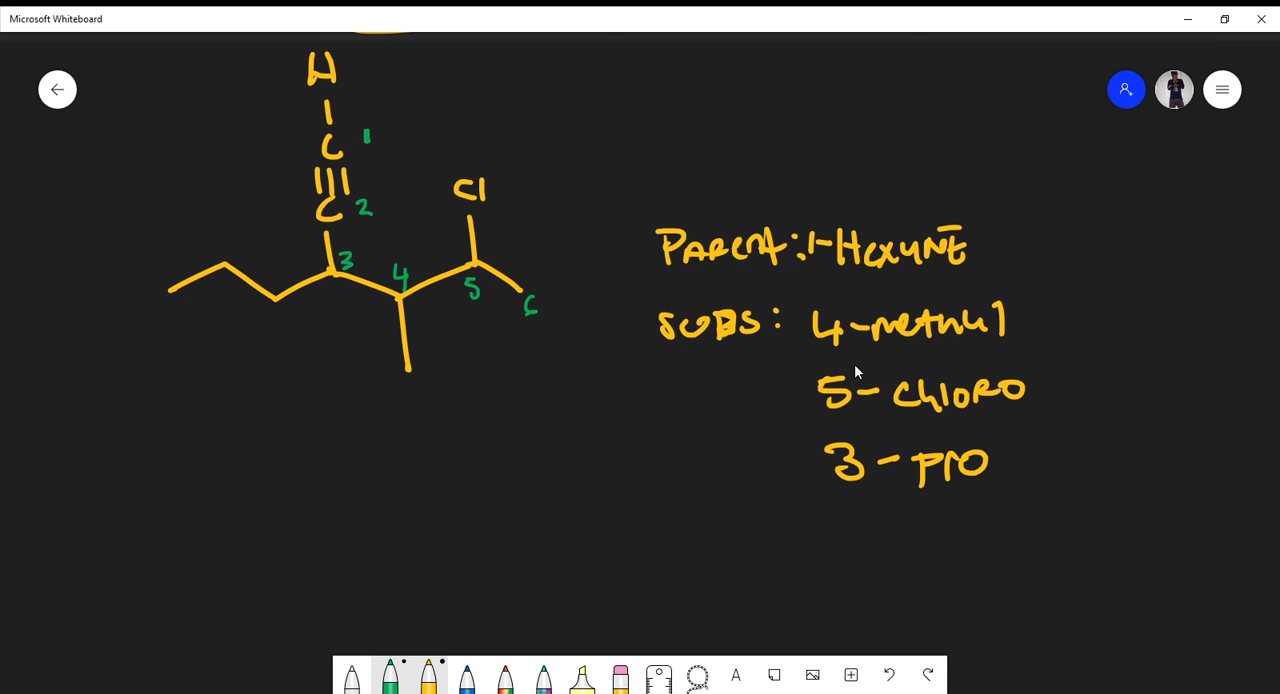 Microsoft Whiteboard
H
C 1
C 2
Cl
3
4
5
6
PARENT: 1-HEXYNE
SUBS: 4-methyl
5-chloro
3-pro
A